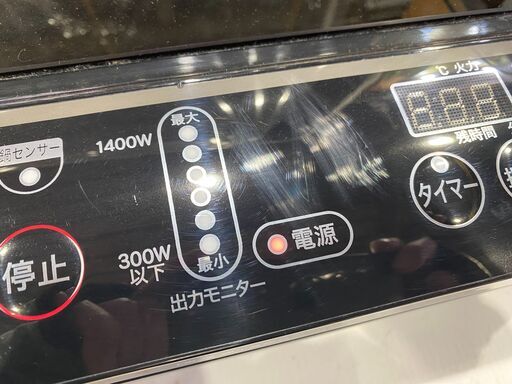 鍋センサー
停止
1400W
最大
300W
以下
最小
出力モニター
電源
℃ 火力
残時間
タイマー